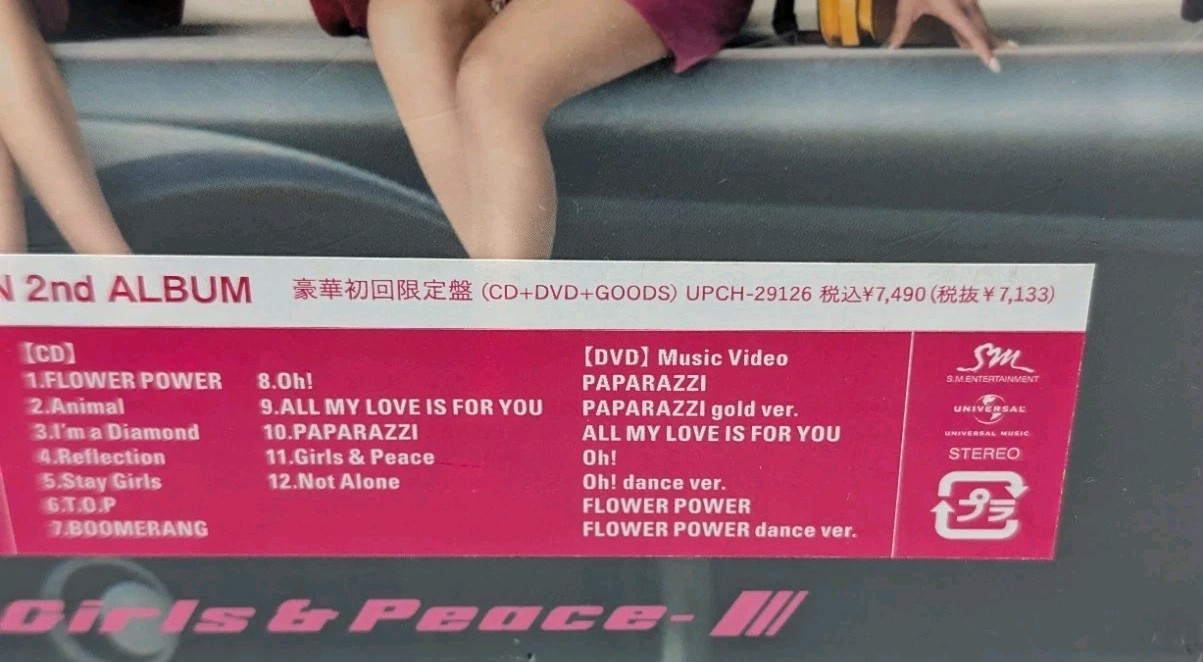 N 2nd ALBUM 豪華初回限定盤 (CD+DVD+GOODS) UPCH-29126 税込¥7,490(税抜¥7,133)
【CD】
1.FLOWER POWER
2.Animal
3.I'm a Diamond
4.Reflection
5.Stay Girls
6.T.O.P
7.BOOMERANG
8.Oh!
9.ALL MY LOVE IS FOR YOU
10.PAPARAZZI
11.Girls & Peace
12.Not Alone
【DVD】Music Video
PAPARAZZI
PAPARAZZI gold ver.
ALL MY LOVE IS FOR YOU
Oh!
Oh! dance ver.
FLOWER POWER
FLOWER POWER dance ver.
SM
S.M.ENTERTAINMENT
UNIVERSAL
UNIVERSAL MUSIC
STEREO
プラ
Girls & Peace-